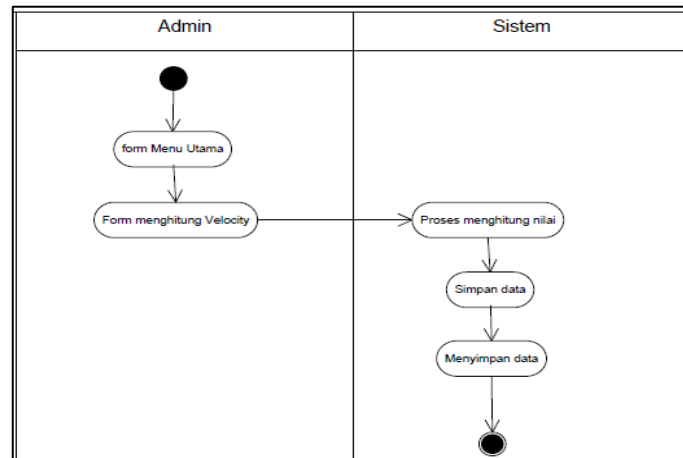 Admin
Sistem
form Menu Utama
Form menghitung Velocity
Proses menghitung nilai
Simpan data
Menyimpan data